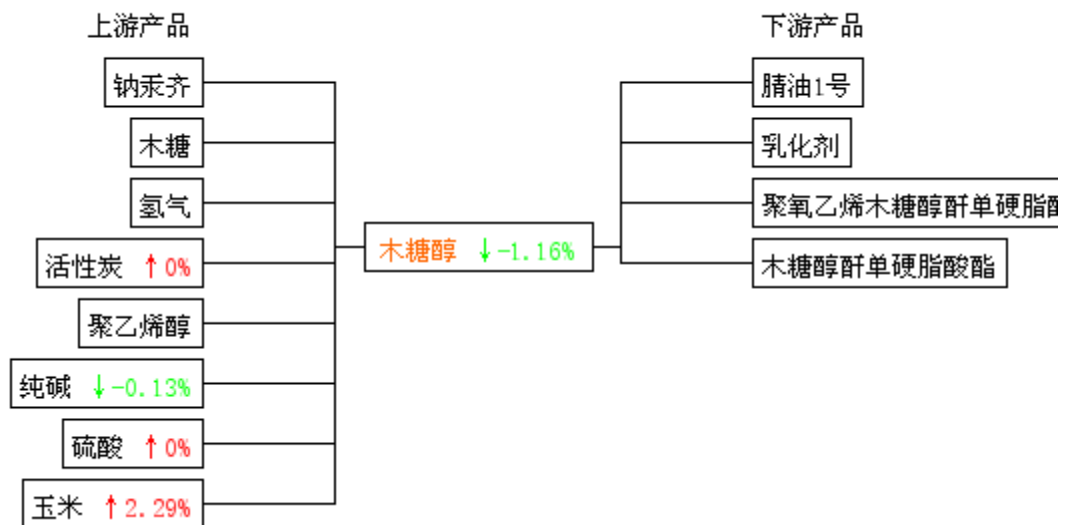 上游产品
钠汞齐
木糖
氢气
活性炭 ↑0%
聚乙烯醇
纯碱 ↓-0.13%
硫酸 ↑0%
玉米 ↑2.29%
木糖醇 ↓-1.16%
下游产品
腈油1号
乳化剂
聚氧乙烯木糖醇酐单硬脂
木糖醇酐单硬脂酸酯